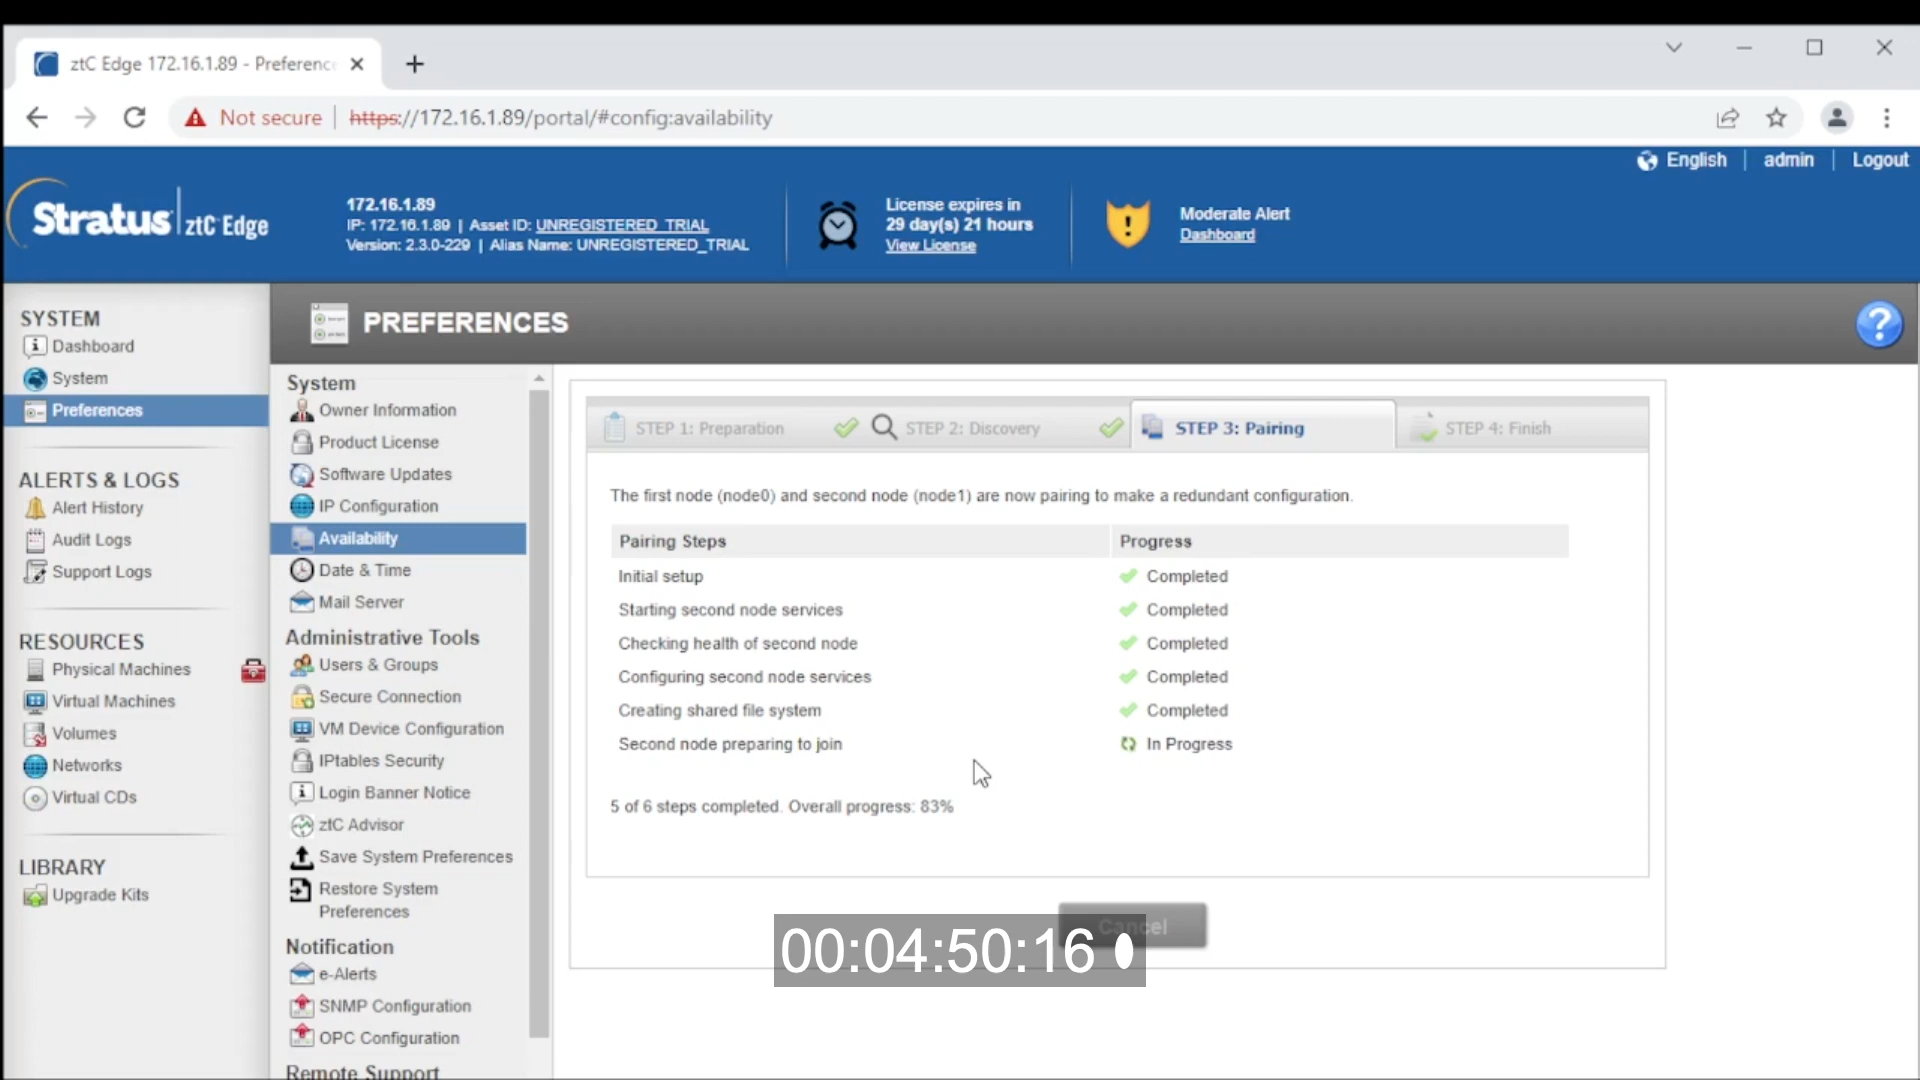 ztC Edge 172.16.1.89 - Preference
Not secure
https://172.16.1.89/portal/#config:availability
English
admin
Logout
Stratus ztC Edge
172.16.1.89
IP: 172.16.1.89 | Asset ID: UNREGISTERED_TRIAL
Version: 2.3.0-229 | Alias Name: UNREGISTERED_TRIAL
License expires in
29 day(s) 21 hours
View License
Moderate Alert
Dashboard
SYSTEM
Dashboard
System
Preferences
ALERTS & LOGS
Alert History
Audit Logs
Support Logs
RESOURCES
Physical Machines
Virtual Machines
Volumes
Networks
Virtual CDs
LIBRARY
Upgrade Kits
PREFERENCES
System
Owner Information
Product License
Software Updates
IP Configuration
Availability
Date & Time
Mail Server
Administrative Tools
Users & Groups
Secure Connection
VM Device Configuration
IPtables Security
Login Banner Notice
ztC Advisor
Save System Preferences
Restore System
Preferences
Notification
e-Alerts
SNMP Configuration
OPC Configuration
Remote Support
STEP 1: Preparation
STEP 2: Discovery
STEP 3: Pairing
STEP 4: Finish
The first node (node0) and second node (node1) are now pairing to make a redundant configuration.
Pairing Steps Progress
Initial setup Completed
Starting second node services Completed
Checking health of second node Completed
Configuring second node services Completed
Creating shared file system Completed
Second node preparing to join In Progress
5 of 6 steps completed. Overall progress: 83%
Cancel
00:04:50:16